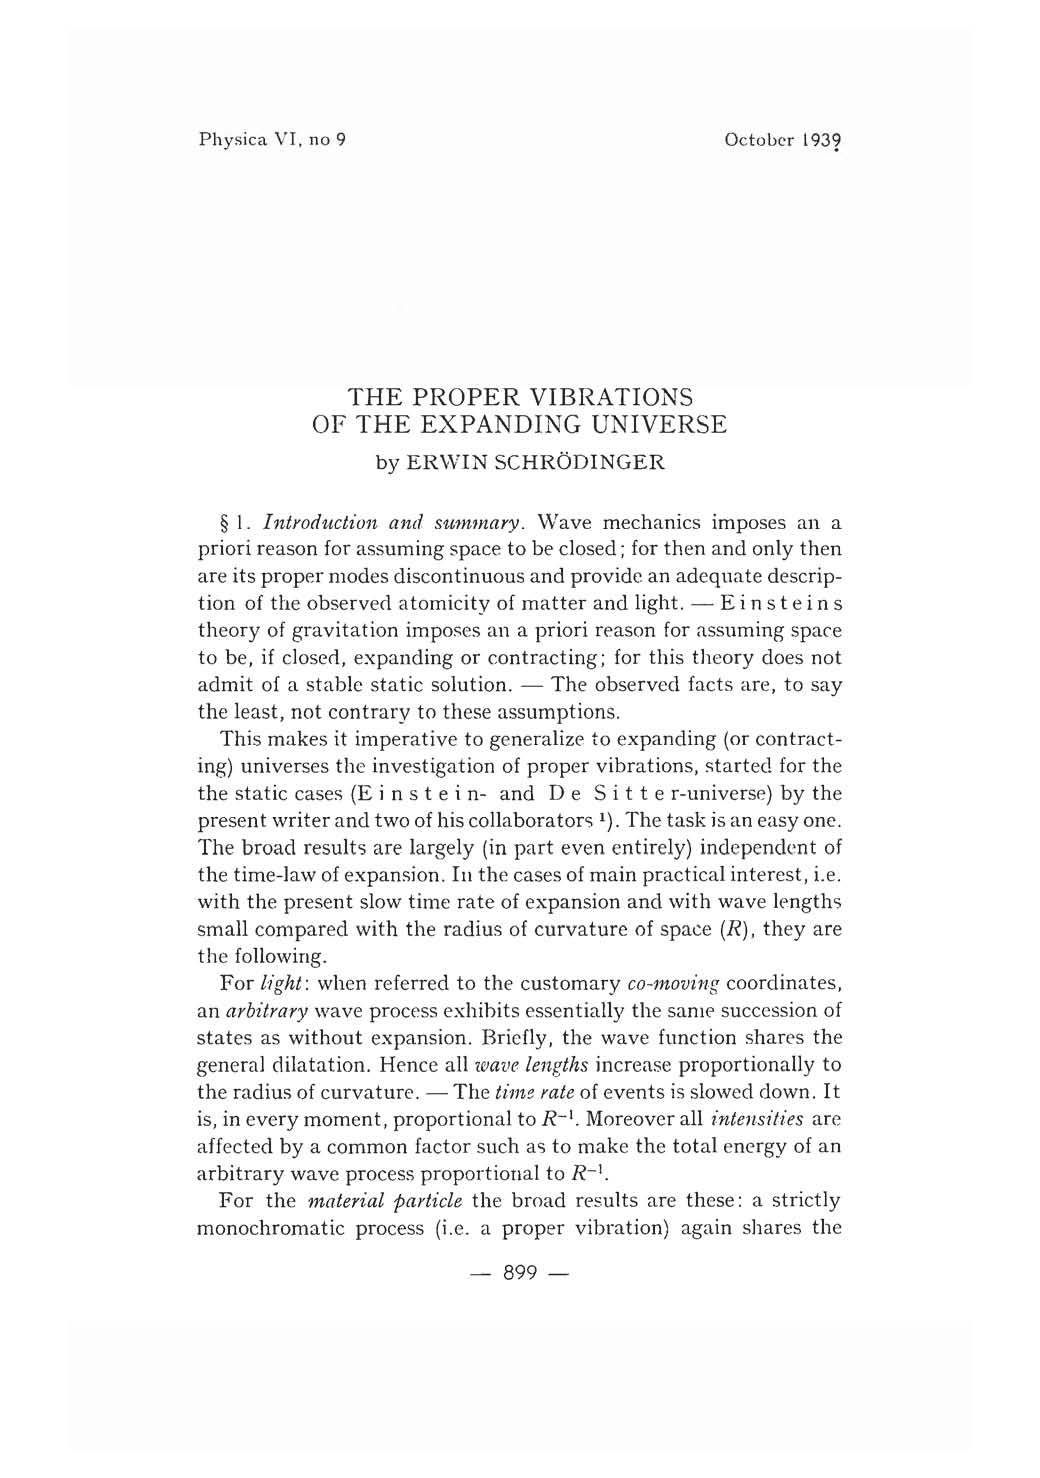 Physica VI, no 9 October 1939
THE PROPER VIBRATIONS
OF THE EXPANDING UNIVERSE
by ERWIN SCHRÖDINGER
§ 1. Introduction and summary. Wave mechanics imposes an a
priori reason for assuming space to be closed; for then and only then
are its proper modes discontinuous and provide an adequate descrip-
tion of the observed atomicity of matter and light. — E i n s t e i n s
theory of gravitation imposes an a priori reason for assuming space
to be, if closed, expanding or contracting; for this theory does not
admit of a stable static solution. — The observed facts are, to say
the least, not contrary to these assumptions.
This makes it imperative to generalize to expanding (or contract-
ing) universes the investigation of proper vibrations, started for the
the static cases (E i n s t e i n- and D e S i t t e r-universe) by the
present writer and two of his collaborators ¹). The task is an easy one.
The broad results are largely (in part even entirely) independent of
the time-law of expansion. In the cases of main practical interest, i.e.
with the present slow time rate of expansion and with wave lengths
small compared with the radius of curvature of space (R), they are
the following.
For light: when referred to the customary co-moving coordinates,
an arbitrary wave process exhibits essentially the same succession of
states as without expansion. Briefly, the wave function shares the
general dilatation. Hence all wave lengths increase proportionally to
the radius of curvature. — The time rate of events is slowed down. It
is, in every moment, proportional to R⁻¹. Moreover all intensities are
affected by a common factor such as to make the total energy of an
arbitrary wave process proportional to R⁻¹.
For the material particle the broad results are these: a strictly
monochromatic process (i.e. a proper vibration) again shares the
— 899 —